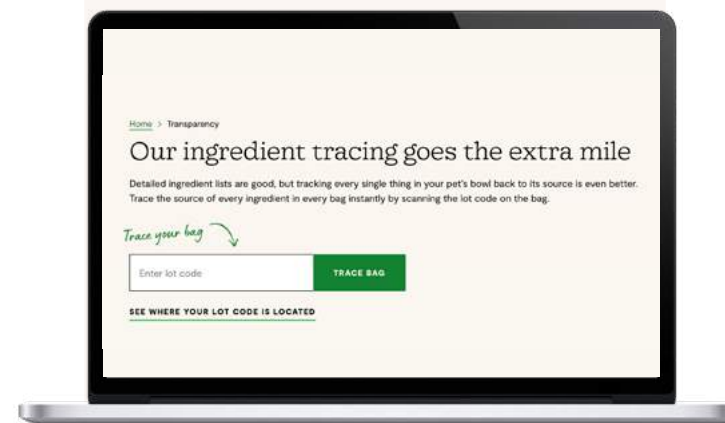 Home > Transparency
Our ingredient tracing goes the extra mile
Detailed ingredient lists are good, but tracking every single thing in your pet's bowl back to its source is even better.
Trace the source of every ingredient in every bag instantly by scanning the lot code on the bag.
Trace your bag
Enter lot code
TRACE BAG
SEE WHERE YOUR LOT CODE IS LOCATED